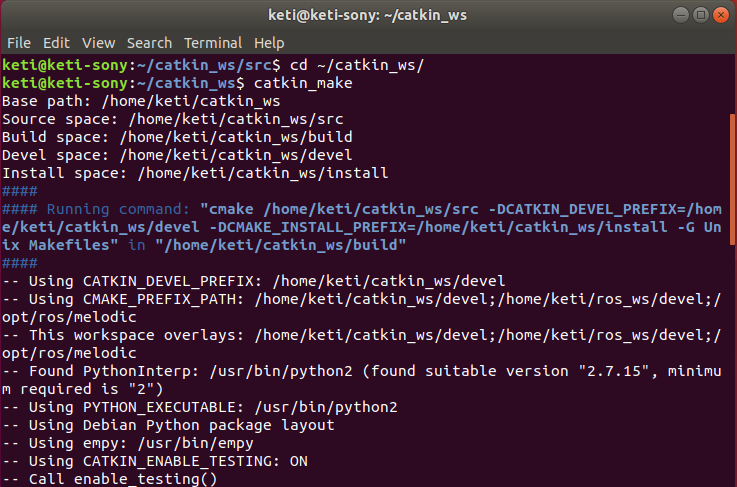 keti@keti-sony: ~/catkin_ws
File Edit View Search Terminal Help
keti@keti-sony:~/catkin_ws/src$ cd ~/catkin_ws/
keti@keti-sony:~/catkin_ws$ catkin_make
Base path: /home/keti/catkin_ws
Source space: /home/keti/catkin_ws/src
Build space: /home/keti/catkin_ws/build
Devel space: /home/keti/catkin_ws/devel
Install space: /home/keti/catkin_ws/install
####
#### Running command: "cmake /home/keti/catkin_ws/src -DCATKIN_DEVEL_PREFIX=/hom
e/keti/catkin_ws/devel -DCMAKE_INSTALL_PREFIX=/home/keti/catkin_ws/install -G Un
ix Makefiles" in "/home/keti/catkin_ws/build"
####
-- Using CATKIN_DEVEL_PREFIX: /home/keti/catkin_ws/devel
-- Using CMAKE_PREFIX_PATH: /home/keti/catkin_ws/devel;/home/keti/ros_ws/devel;/
opt/ros/melodic
-- This workspace overlays: /home/keti/catkin_ws/devel;/home/keti/ros_ws/devel;/
opt/ros/melodic
-- Found PythonInterp: /usr/bin/python2 (found suitable version "2.7.15", minimu
m required is "2")
-- Using PYTHON_EXECUTABLE: /usr/bin/python2
-- Using Debian Python package layout
-- Using empy: /usr/bin/empy
-- Using CATKIN_ENABLE_TESTING: ON
-- Call enable_testing()